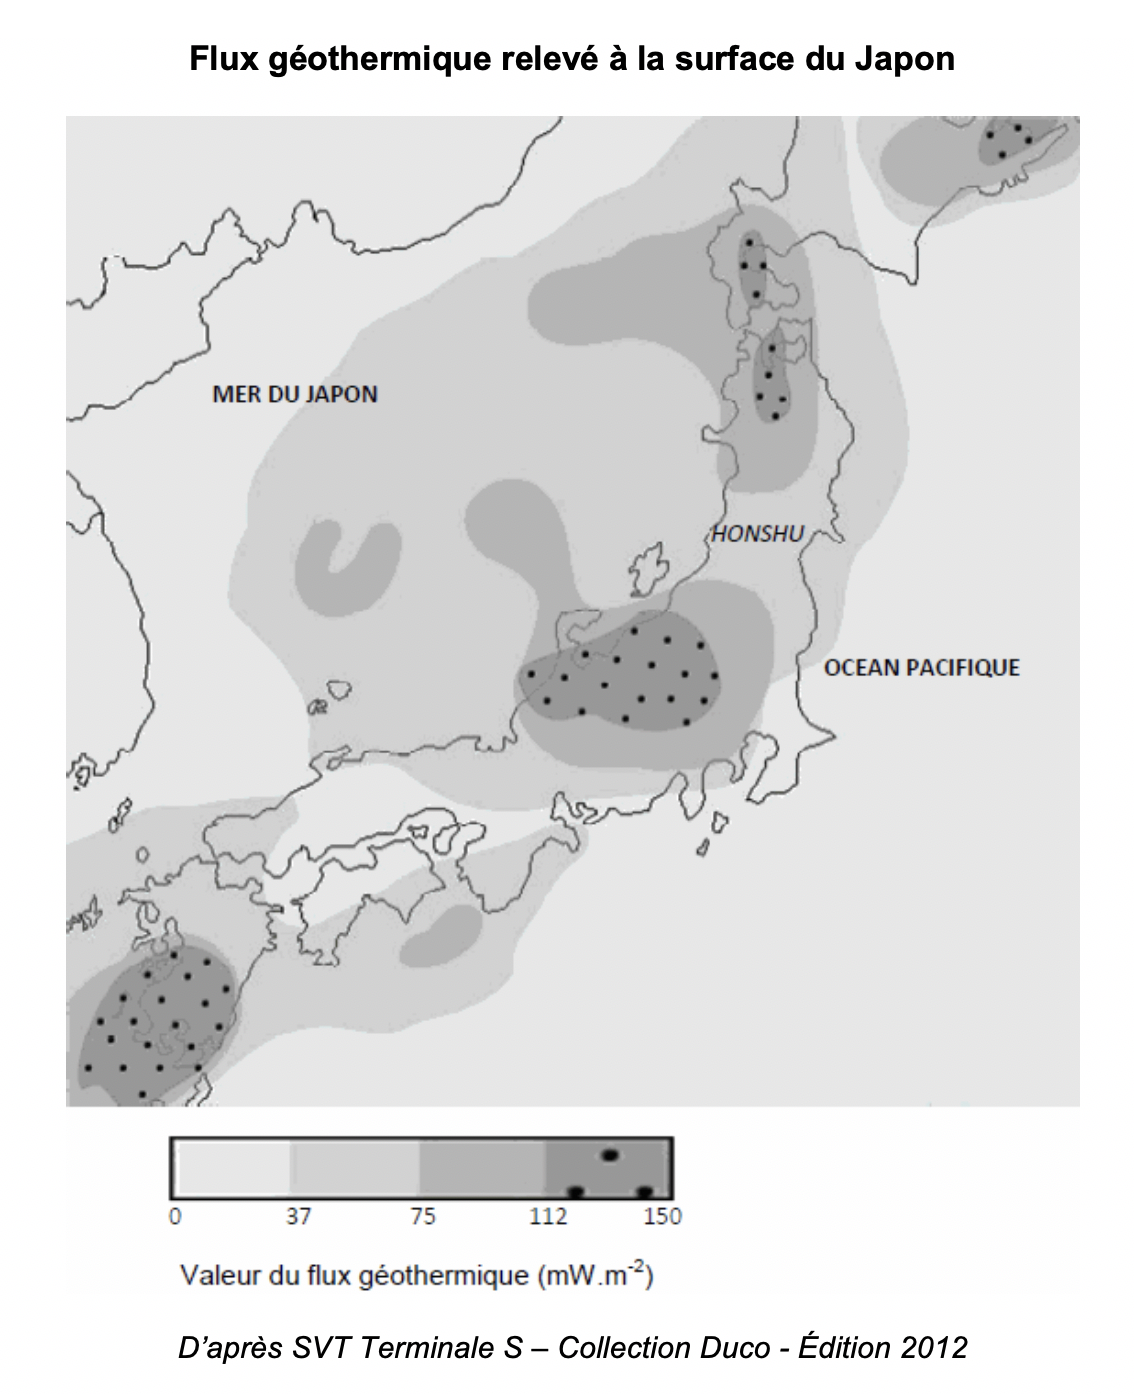 Flux géothermique relevé à la surface du Japon
MER DU JAPON
HONSHU
OCEAN PACIFIQUE
0 37 75 112 150
Valeur du flux géothermique (mW.m-2)
D’après SVT Terminale S – Collection Duco - Édition 2012